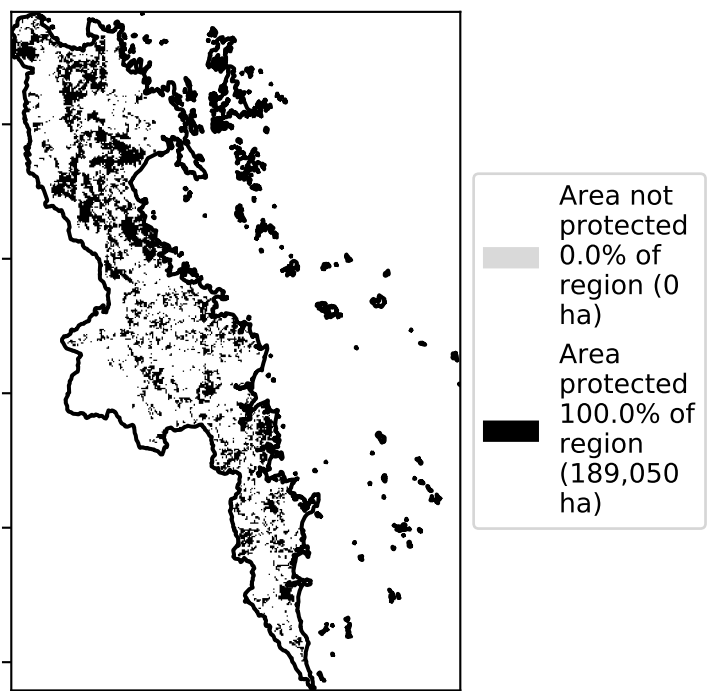 Area not
protected
0.0% of
region (0
ha)
Area
protected
100.0% of
region
(189,050
ha)